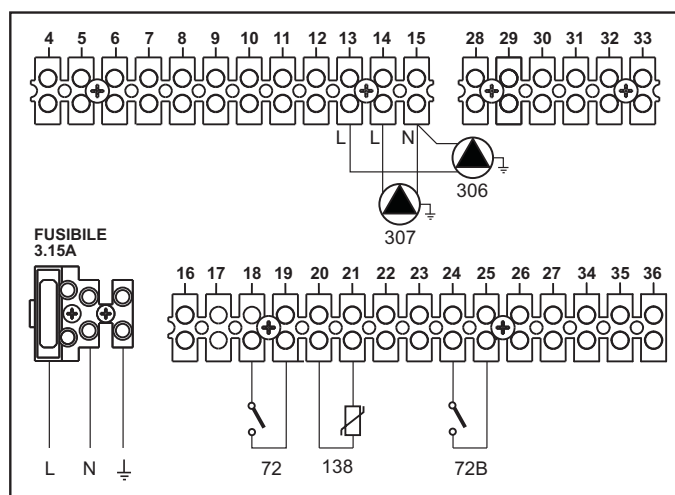 4 5 6 7 8 9 10 11 12 13 14 15 28 29 30 31 32 33
L L N
306
307
FUSIBILE
3.15A
16 17 18 19 20 21 22 23 24 25 26 27 34 35 36
L N
72 138 72B